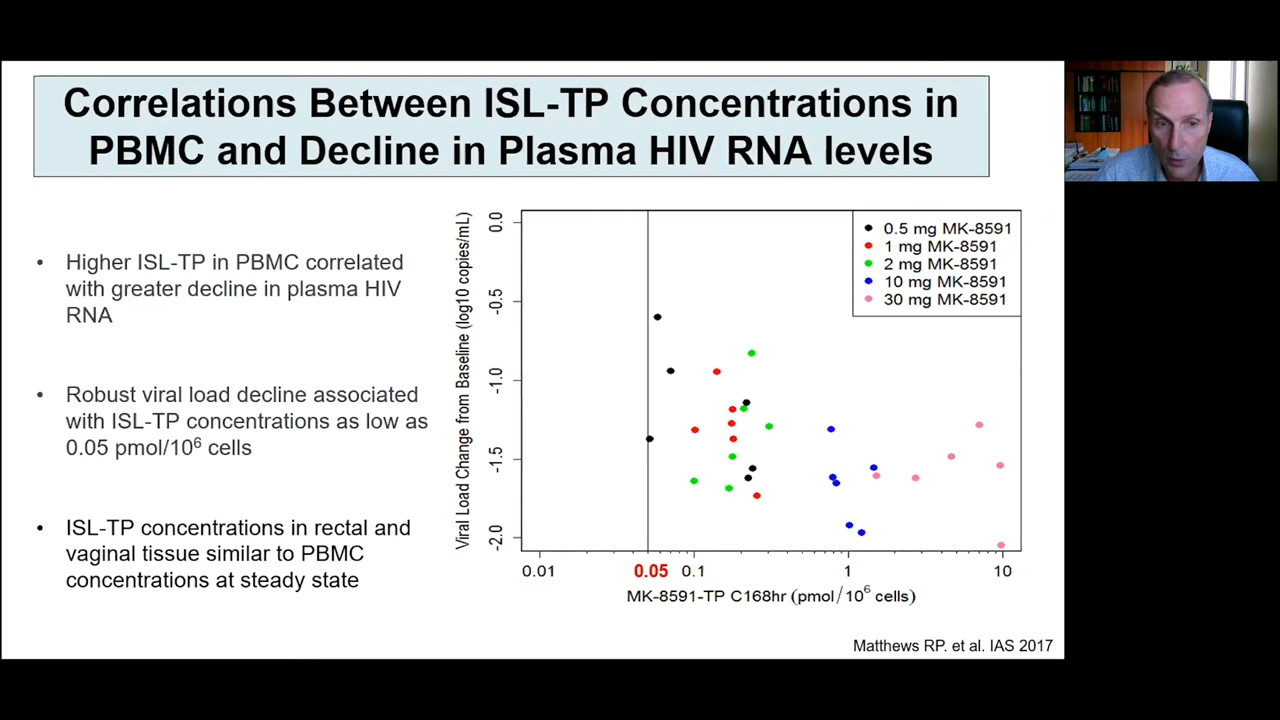 Correlations Between ISL-TP Concentrations in
PBMC and Decline in Plasma HIV RNA levels
• Higher ISL-TP in PBMC correlated
with greater decline in plasma HIV
RNA
• Robust viral load decline associated
with ISL-TP concentrations as low as
0.05 pmol/10⁶ cells
• ISL-TP concentrations in rectal and
vaginal tissue similar to PBMC
concentrations at steady state
Viral Load Change from Baseline (log10 copies/mL)
0.0
-0.5
-1.0
-1.5
-2.0
0.5 mg MK-8591
1 mg MK-8591
2 mg MK-8591
10 mg MK-8591
30 mg MK-8591
0.01 0.05 0.1 1 10
MK-8591-TP C168hr (pmol/10⁶ cells)
Matthews RP. et al. IAS 2017